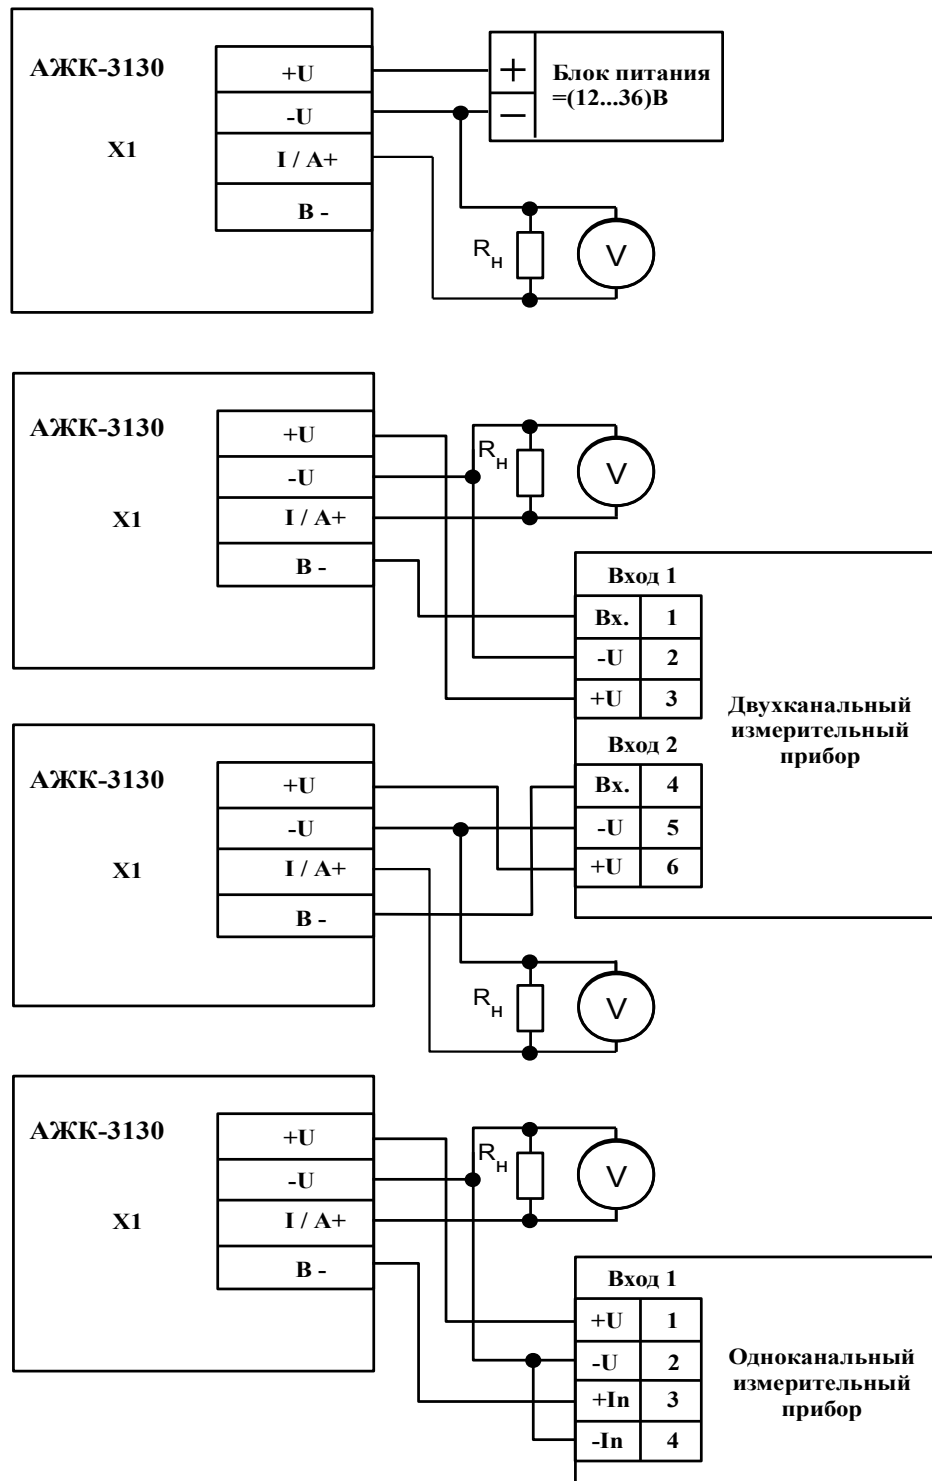 АЖК-3130
X1
+U
-U
I / A+
B -
+
−
Блок питания
=(12...36)В
RН
V
АЖК-3130
X1
+U
-U
I / A+
B -
RН
V
Вход 1
Вх. 1
-U 2
+U 3
Вход 2
Вх. 4
-U 5
+U 6
Двухканальный
измерительный
прибор
АЖК-3130
X1
+U
-U
I / A+
B -
RН
V
АЖК-3130
X1
+U
-U
I / A+
B -
RН
V
Вход 1
+U 1
-U 2
+In 3
-In 4
Одноканальный
измерительный
прибор